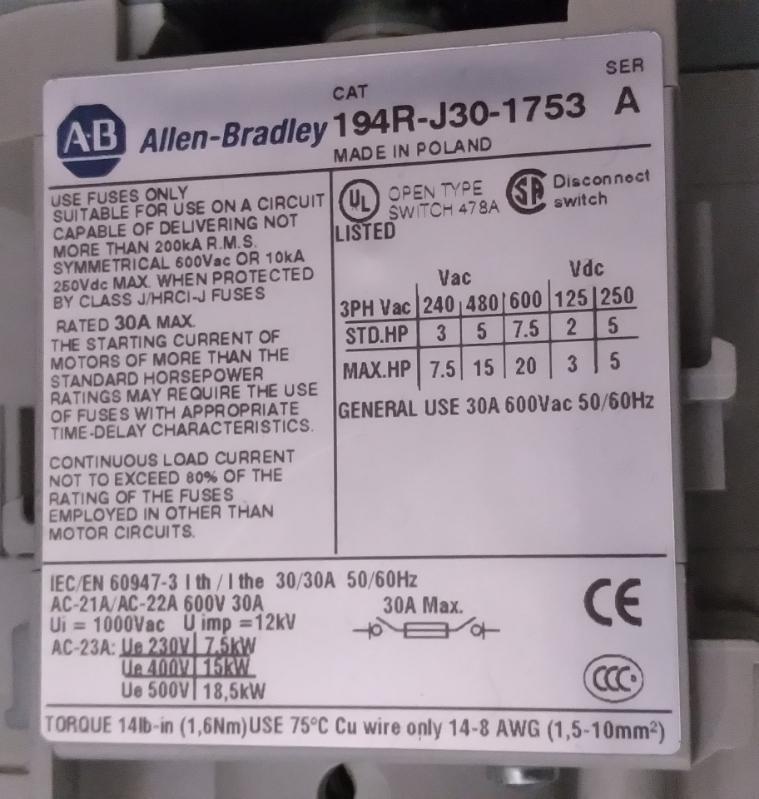 CAT
SER
A·B Allen-Bradley 194R-J30-1753 A
MADE IN POLAND
USE FUSES ONLY
SUITABLE FOR USE ON A CIRCUIT
CAPABLE OF DELIVERING NOT
MORE THAN 200kA R.M.S.
SYMMETRICAL 600Vac OR 10kA
250Vdc MAX. WHEN PROTECTED
BY CLASS J/HRCI-J FUSES
RATED 30A MAX.
THE STARTING CURRENT OF
MOTORS OF MORE THAN THE
STANDARD HORSEPOWER
RATINGS MAY REQUIRE THE USE
OF FUSES WITH APPROPRIATE
TIME-DELAY CHARACTERISTICS.
CONTINUOUS LOAD CURRENT
NOT TO EXCEED 80% OF THE
RATING OF THE FUSES
EMPLOYED IN OTHER THAN
MOTOR CIRCUITS.
UL
LISTED
OPEN TYPE
SWITCH 478A
SA
Disconnect
switch
Vac Vdc
3PH Vac 240 480 600 125 250
STD.HP 3 5 7.5 2 5
MAX.HP 7.5 15 20 3 5
GENERAL USE 30A 600Vac 50/60Hz
IEC/EN 60947-3 I th / I the 30/30A 50/60Hz
AC-21A/AC-22A 600V 30A
Ui = 1000Vac U imp =12kV
AC-23A: Ue 230V 7.5kW
Ue 400V 15kW
Ue 500V 18,5kW
30A Max.
CE
CCC
TORQUE 14lb-in (1,6Nm) USE 75°C Cu wire only 14-8 AWG (1,5-10mm²)